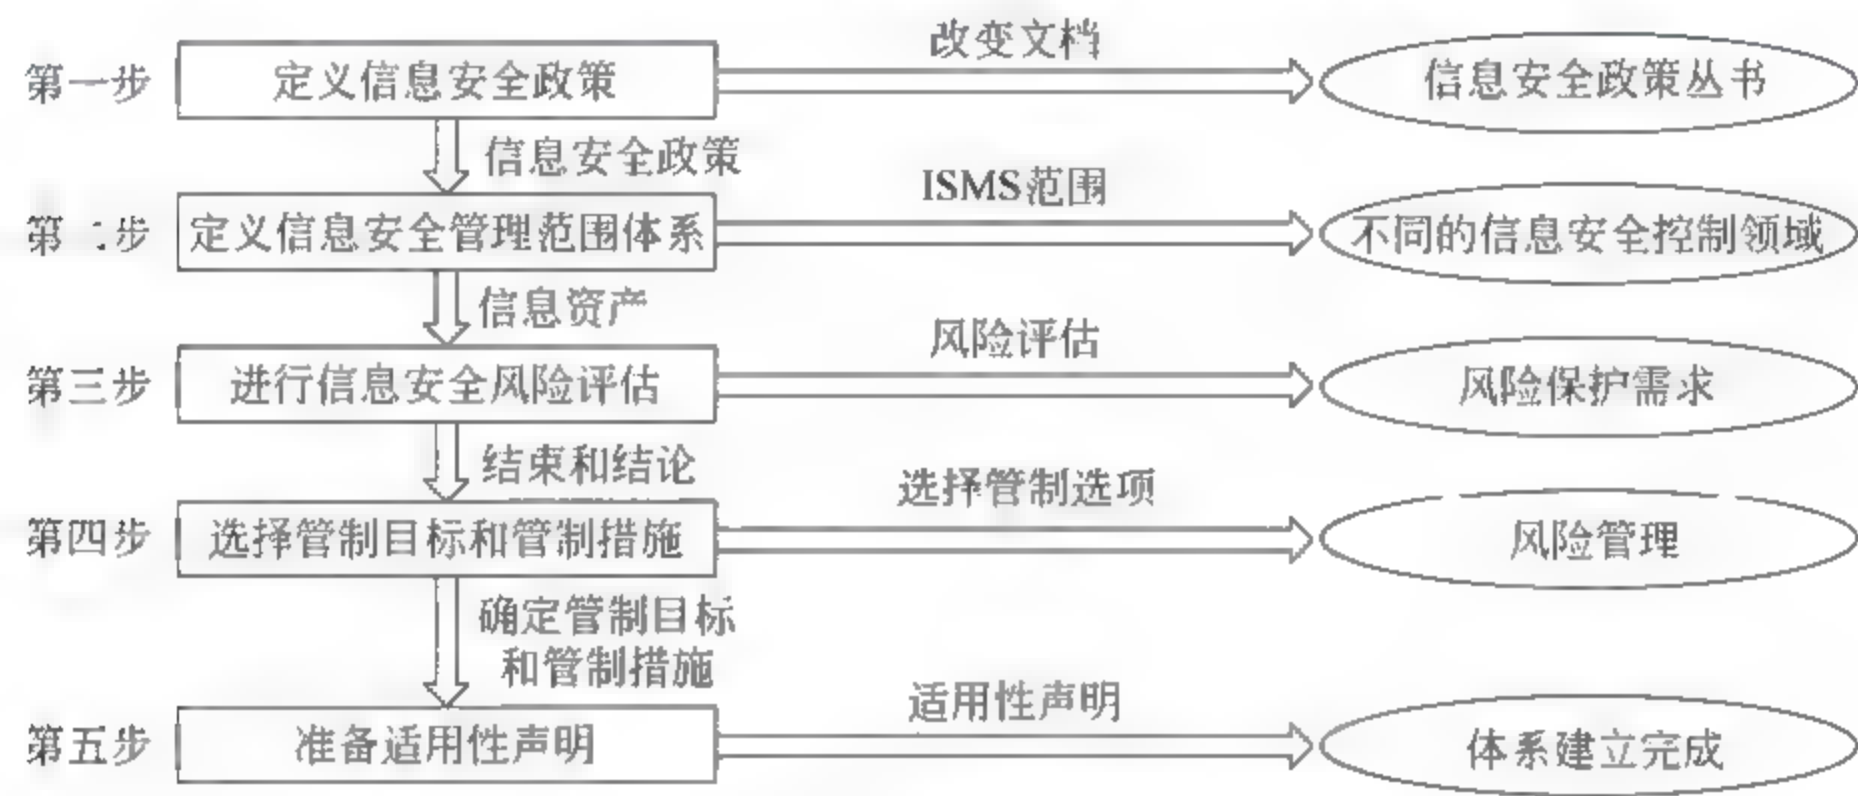 改变文档
第一步 定义信息安全政策 信息安全政策丛书
信息安全政策
ISMS范围
第二步 定义信息安全管理范围体系 不同的信息安全控制领域
信息资产
风险评估
第三步 进行信息安全风险评估 风险保护需求
结束和结论
选择管制选项
第四步 选择管制目标和管制措施 风险管理
确定管制目标
和管制措施
适用性声明
第五步 准备适用性声明 体系建立完成